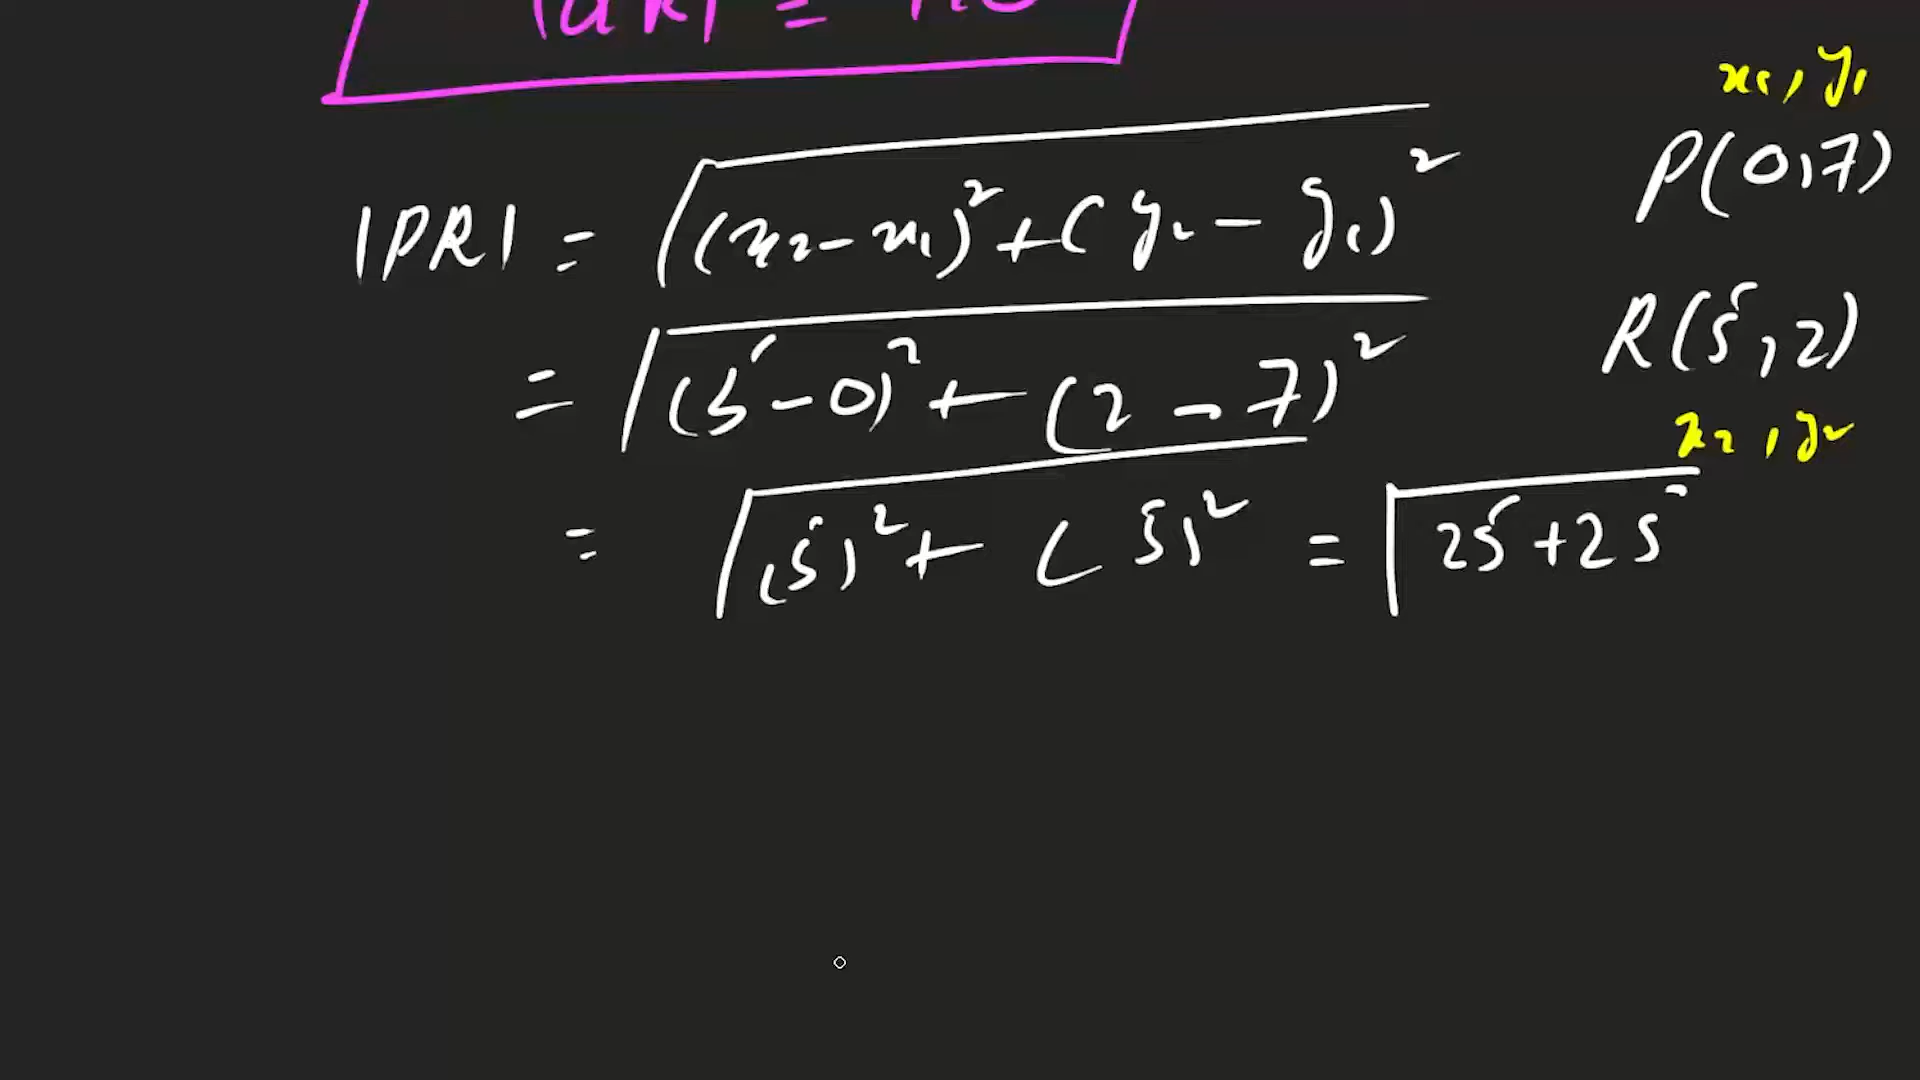 x₁, y₁
P(0,7)
|PR| = √(x₂-x₁)² + (y₂ - y₁)²
R(5,2)
= √(5-0)² + (2-7)²
x₂, y₂
= √(5)² + (5)² = √25+25